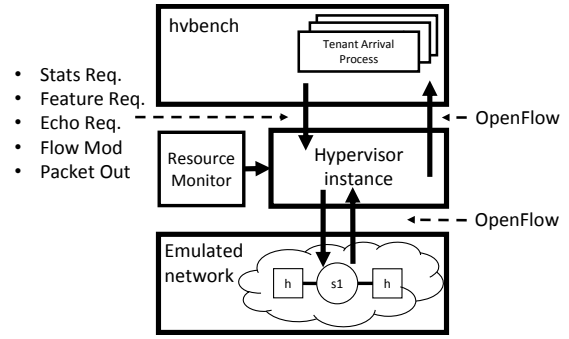 hvbench
Tenant Arrival
Process
• Stats Req.
• Feature Req.
• Echo Req.
• Flow Mod
• Packet Out
OpenFlow
Resource
Monitor
Hypervisor
instance
OpenFlow
Emulated
network
h
s1
h